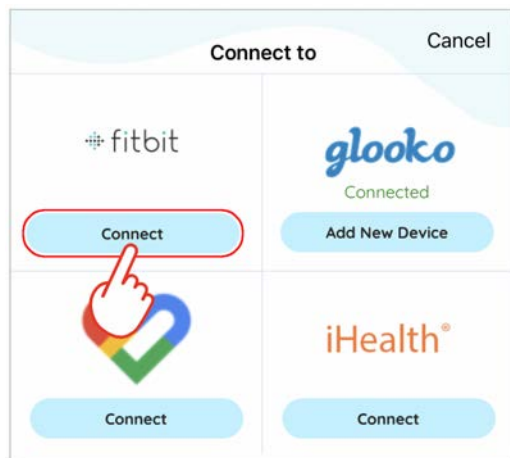 Connect to
Cancel
fitbit
Connect
glooko
Connected
Add New Device
Connect
iHealth®
Connect